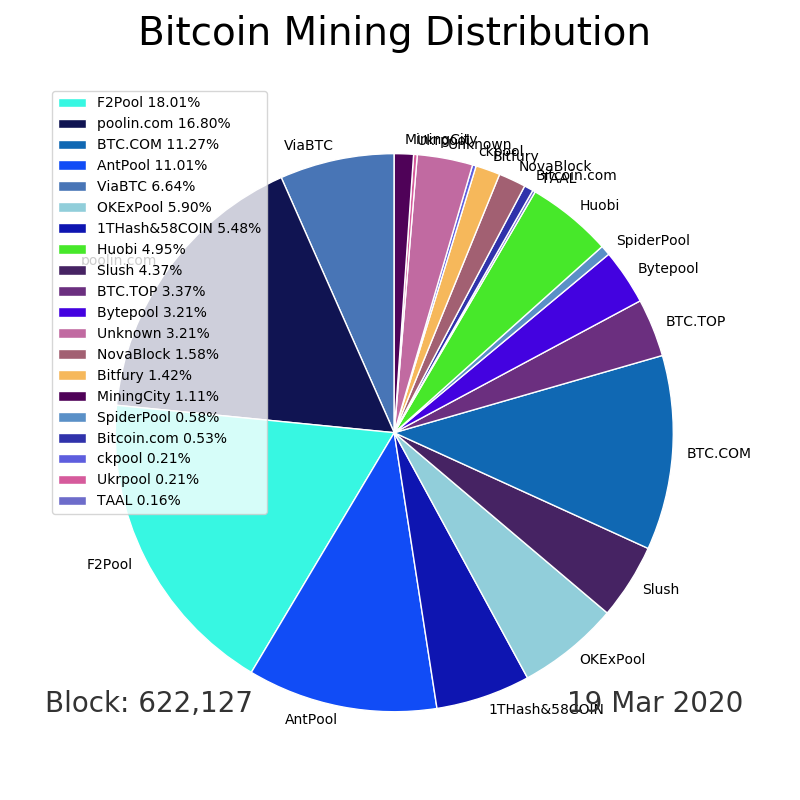 Bitcoin Mining Distribution
F2Pool 18.01%
poolin.com 16.80%
BTC.COM 11.27%
AntPool 11.01%
ViaBTC 6.64%
OKExPool 5.90%
1THash&58COIN 5.48%
Huobi 4.95%
Slush 4.37%
BTC.TOP 3.37%
Bytepool 3.21%
Unknown 3.21%
NovaBlock 1.58%
Bitfury 1.42%
MiningCity 1.11%
SpiderPool 0.58%
Bitcoin.com 0.53%
ckpool 0.21%
Ukrpool 0.21%
TAAL 0.16%
ViaBTC
MiningCity
Ukrpool
Unknown
ckpool
Bitfury
NovaBlock
Bitcoin.com
TAAL
Huobi
SpiderPool
Bytepool
BTC.TOP
BTC.COM
Slush
OKExPool
1THash&58COIN
AntPool
F2Pool
poolin.com
Block: 622,127
19 Mar 2020